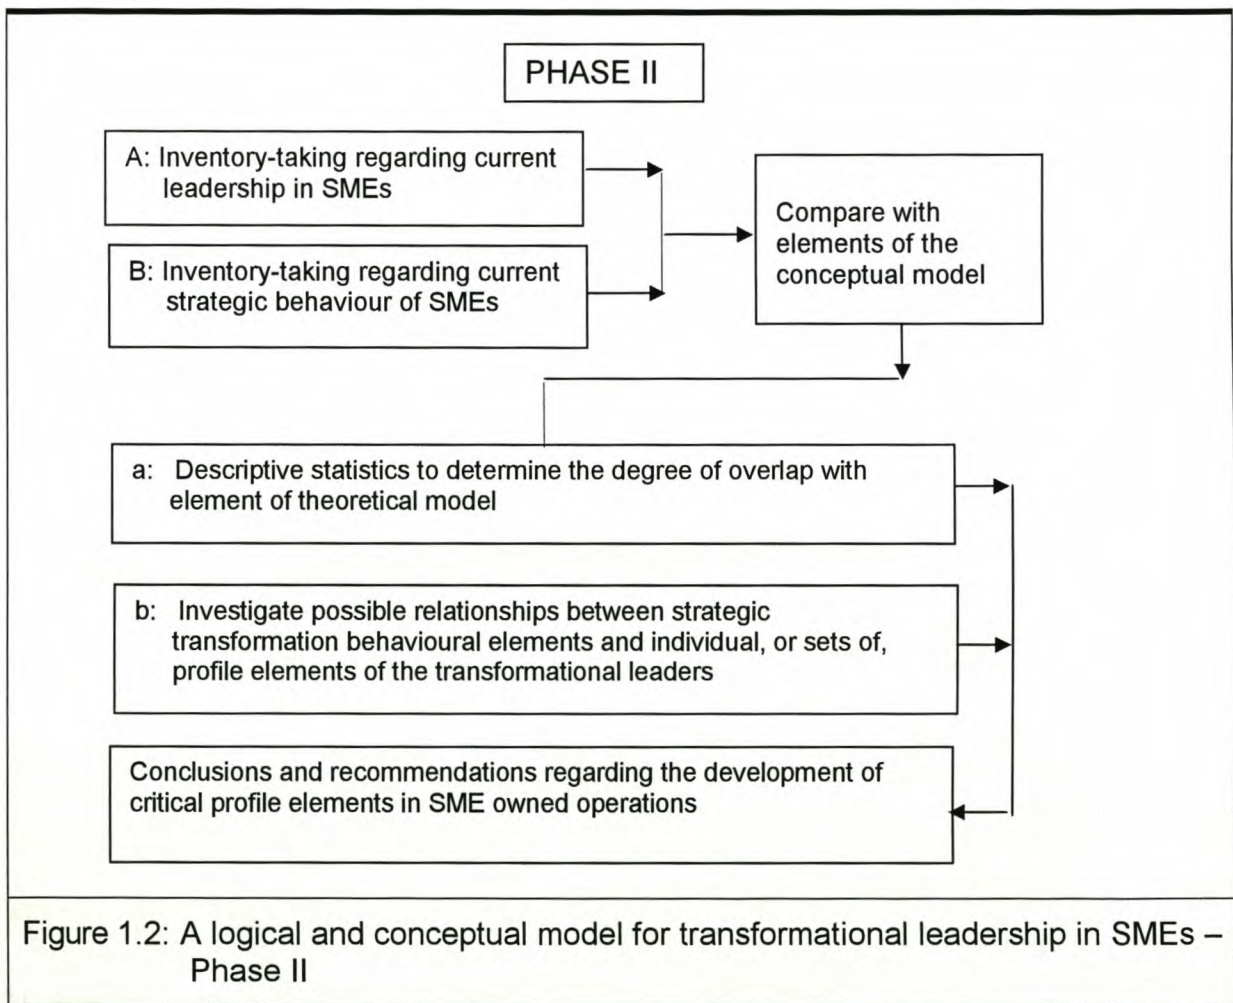 PHASE II
A: Inventory-taking regarding current
leadership in SMEs
B: Inventory-taking regarding current
strategic behaviour of SMEs
Compare with
elements of the
conceptual model
a: Descriptive statistics to determine the degree of overlap with
element of theoretical model
b: Investigate possible relationships between strategic
transformation behavioural elements and individual, or sets of,
profile elements of the transformational leaders
Conclusions and recommendations regarding the development of
critical profile elements in SME owned operations
Figure 1.2: A logical and conceptual model for transformational leadership in SMEs –
Phase II